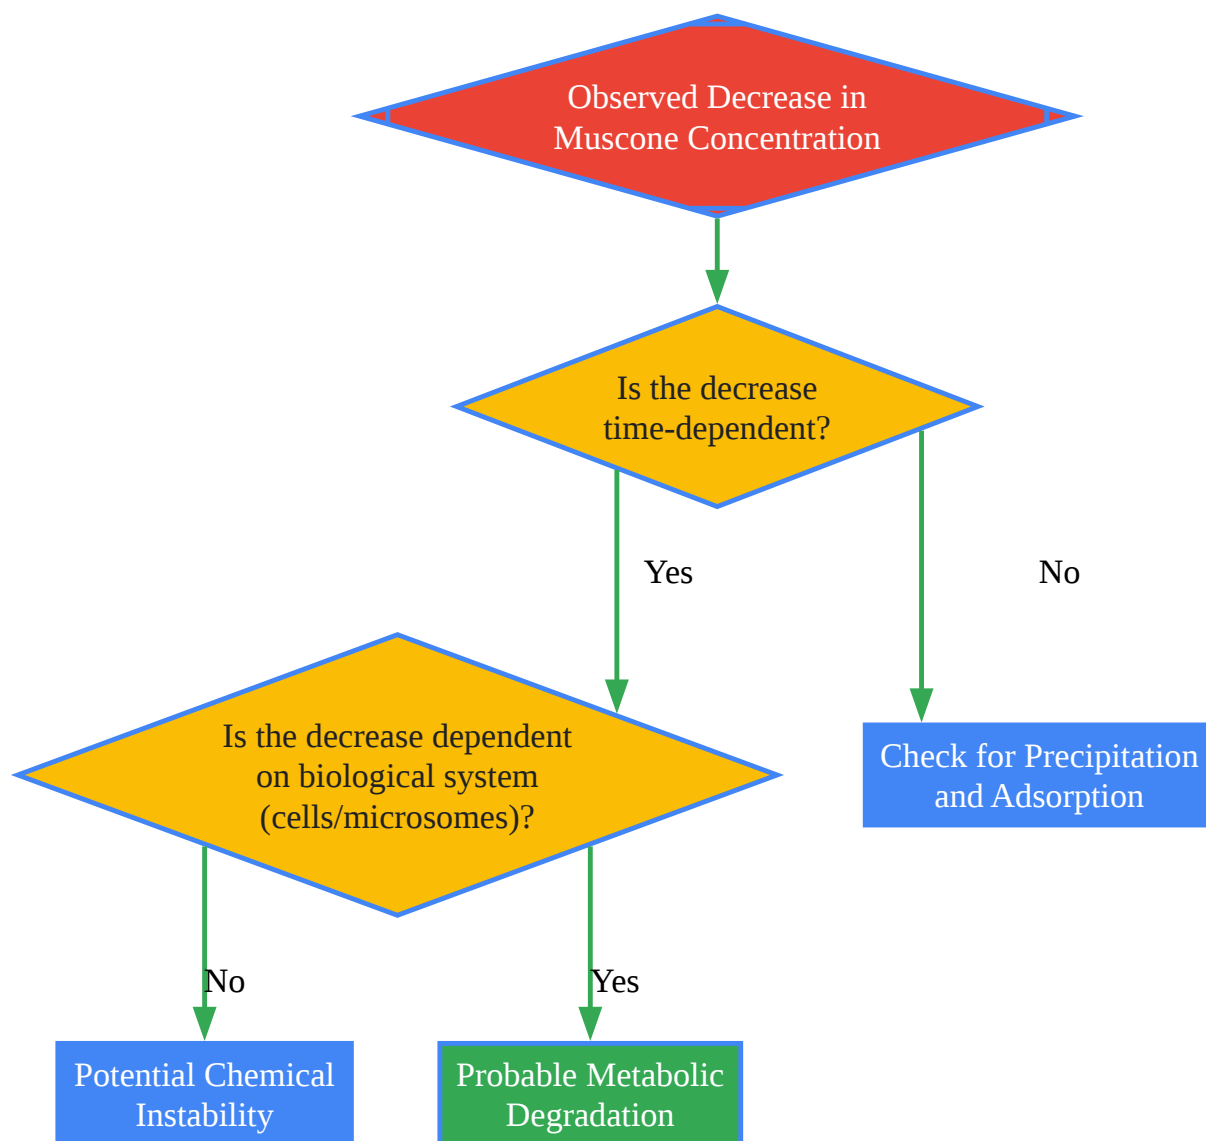 Observed Decrease in
Muscone Concentration
Is the decrease
time-dependent?
Yes
No
Is the decrease dependent
on biological system
(cells/microsomes)?
Check for Precipitation
and Adsorption
No
Yes
Potential Chemical
Instability
Probable Metabolic
Degradation